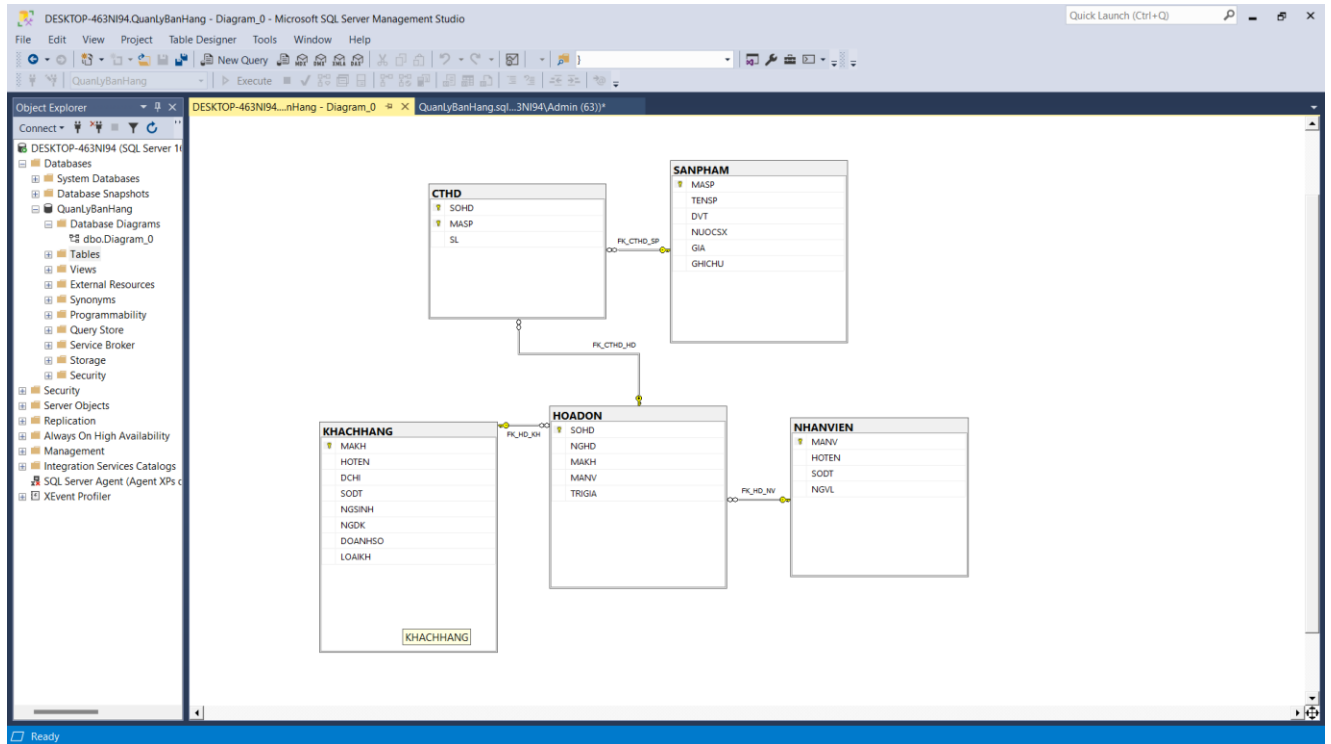 DESKTOP-463NI94.QuanLyBanHang - Diagram_0 - Microsoft SQL Server Management Studio
Quick Launch (Ctrl+Q)
File Edit View Project Table Designer Tools Window Help
New Query
QuanLyBanHang
Execute
Object Explorer
DESKTOP-463NI94....nHang - Diagram_0
QuanLyBanHang.sql...3NI94\Admin (63))*
Connect
DESKTOP-463NI94 (SQL Server 1
Databases
System Databases
Database Snapshots
QuanLyBanHang
Database Diagrams
dbo.Diagram_0
Tables
Views
External Resources
Synonyms
Programmability
Query Store
Service Broker
Storage
Security
Security
Server Objects
Replication
Always On High Availability
Management
Integration Services Catalogs
SQL Server Agent (Agent XPs
XEvent Profiler
CTHD
SOHD
MASP
SL
FK_CTHD_SP
SANPHAM
MASP
TENSP
DVT
NUOCSX
GIA
GHICHU
FK_CTHD_HD
KHACHHANG
MAKH
HOTEN
DCHI
SODT
NGSINH
NGDK
DOANHSO
LOAIKH
KHACHHANG
FK_HD_KH
HOADON
SOHD
NGHD
MAKH
MANV
TRIGIA
FK_HD_NV
NHANVIEN
MANV
HOTEN
SODT
NGVL
Ready